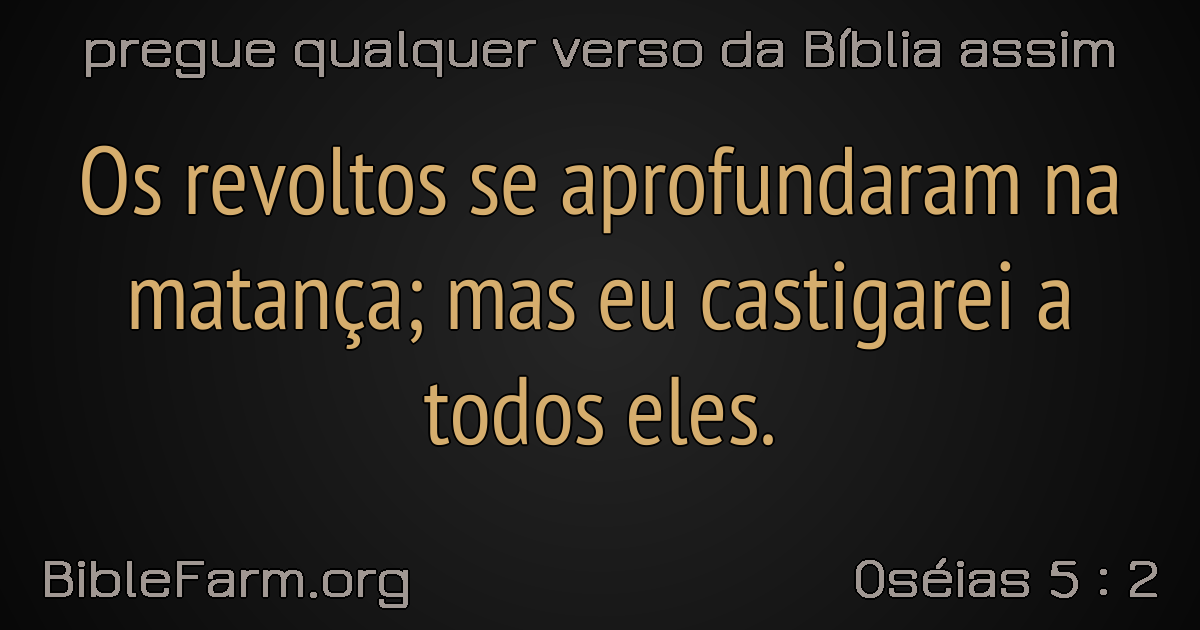 pregue qualquer verso da Bíblia assim
Os revoltos se aprofundaram na
matança; mas eu castigarei a
todos eles.
BibleFarm.org
Oséias 5 : 2